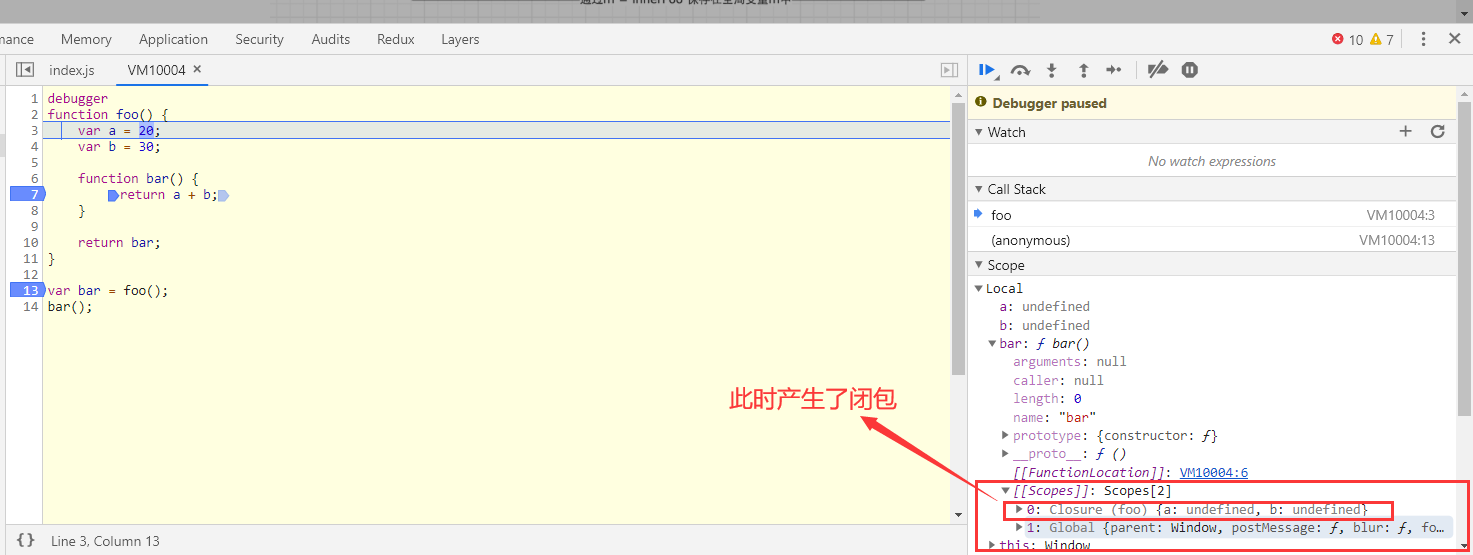 mance Memory Application Security Audits Redux Layers 10 7
index.js VM10004 ×
1 debugger
2 function foo() {
3 var a = 20;
4 var b = 30;
5
6 function bar() {
7 return a + b;
8 }
9
10 return bar;
11 }
12
13 var bar = foo();
14 bar();
{} Line 3, Column 13
Debugger paused
Watch
No watch expressions
Call Stack
foo VM10004:3
(anonymous) VM10004:13
Scope
Local
a: undefined
b: undefined
bar: ƒ bar()
arguments: null
caller: null
length: 0
name: "bar"
prototype: {constructor: ƒ}
__proto__: ƒ ()
[[FunctionLocation]]: VM10004:6
[[Scopes]]: Scopes[2]
0: Closure (foo) {a: undefined, b: undefined}
1: Global {parent: Window, postMessage: ƒ, blur: ƒ, fo…
this: Window
此时产生了闭包